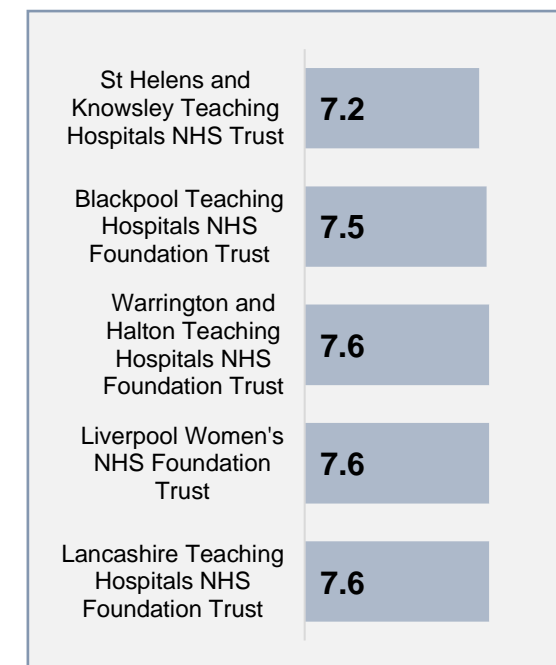 St Helens and
Knowsley Teaching
Hospitals NHS Trust
7.2
Blackpool Teaching
Hospitals NHS
Foundation Trust
7.5
Warrington and
Halton Teaching
Hospitals NHS
Foundation Trust
7.6
Liverpool Women's
NHS Foundation
Trust
7.6
Lancashire Teaching
Hospitals NHS
Foundation Trust
7.6